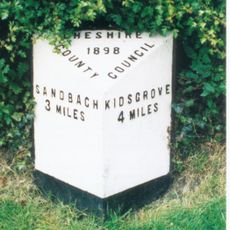 CHESHIRE
1898
COUNTY COUNCIL
SANDBACH KIDSGROVE
3 MILES 4 MILES